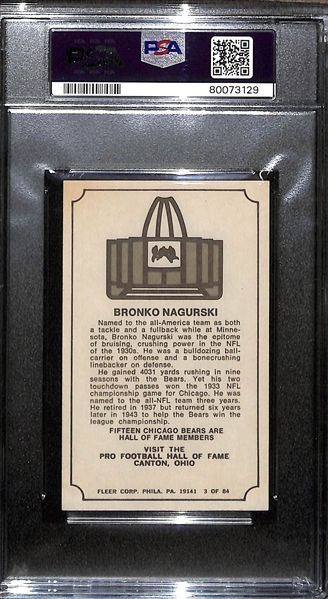 PSA
80073129
BRONKO NAGURSKI
Named to the all-America team as both
a tackle and a fullback while at Minne-
sota, Bronko Nagurski was the epitome
of bruising, crushing power in the NFL
of the 1930s. He was a bulldozing ball-
carrier on offense and a bonecrushing
linebacker on defense.
He gained 4031 yards rushing in nine
seasons with the Bears. Yet his two
touchdown passes won the 1933 NFL
championship game for Chicago. He was
named to the all-NFL team three years.
He retired in 1937 but returned six years
later in 1943 to help the Bears win the
league championship.
FIFTEEN CHICAGO BEARS ARE
HALL OF FAME MEMBERS
VISIT THE
PRO FOOTBALL HALL OF FAME
CANTON, OHIO
FLEER CORP. PHILA. PA. 19141 3 OF 84